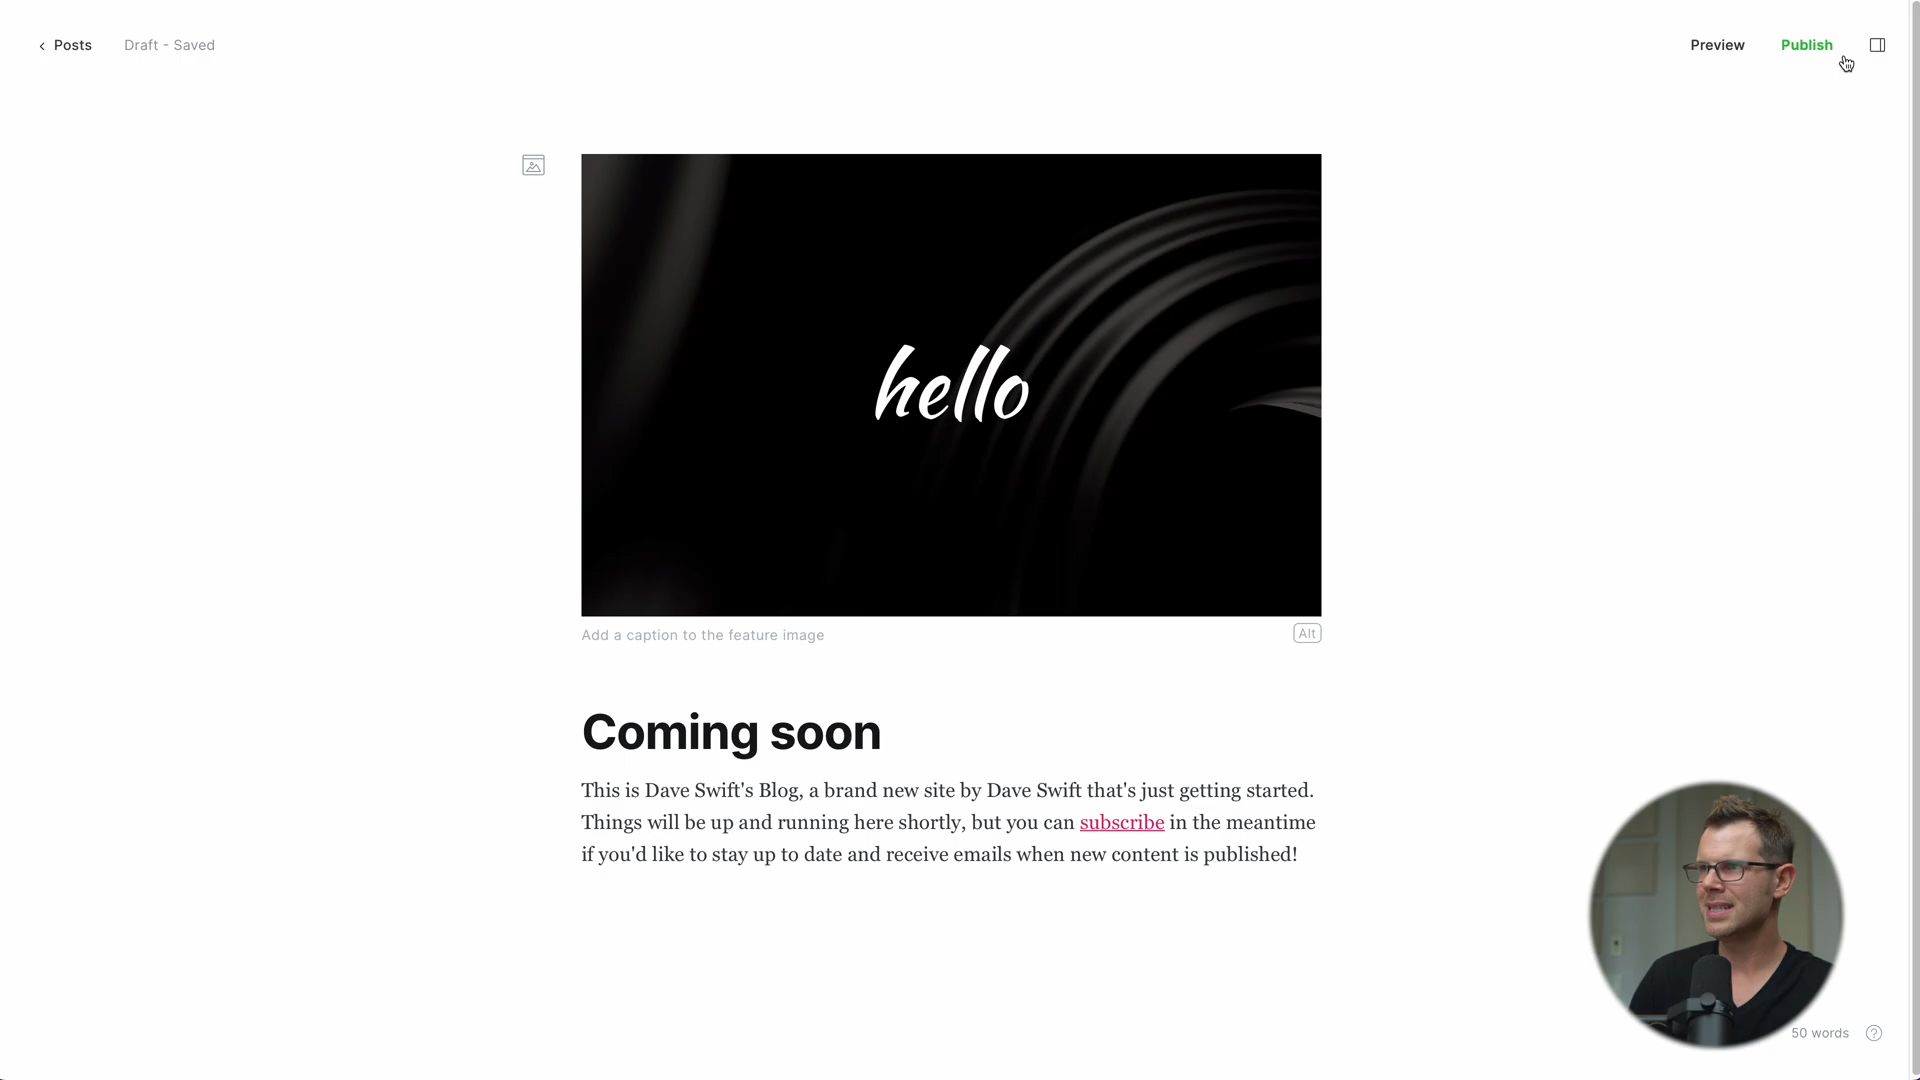 Posts
Draft - Saved
Preview
Publish
hello
Add a caption to the feature image
Alt
Coming soon
This is Dave Swift's Blog, a brand new site by Dave Swift that's just getting started.
Things will be up and running here shortly, but you can subscribe in the meantime
if you'd like to stay up to date and receive emails when new content is published!
50 words
?